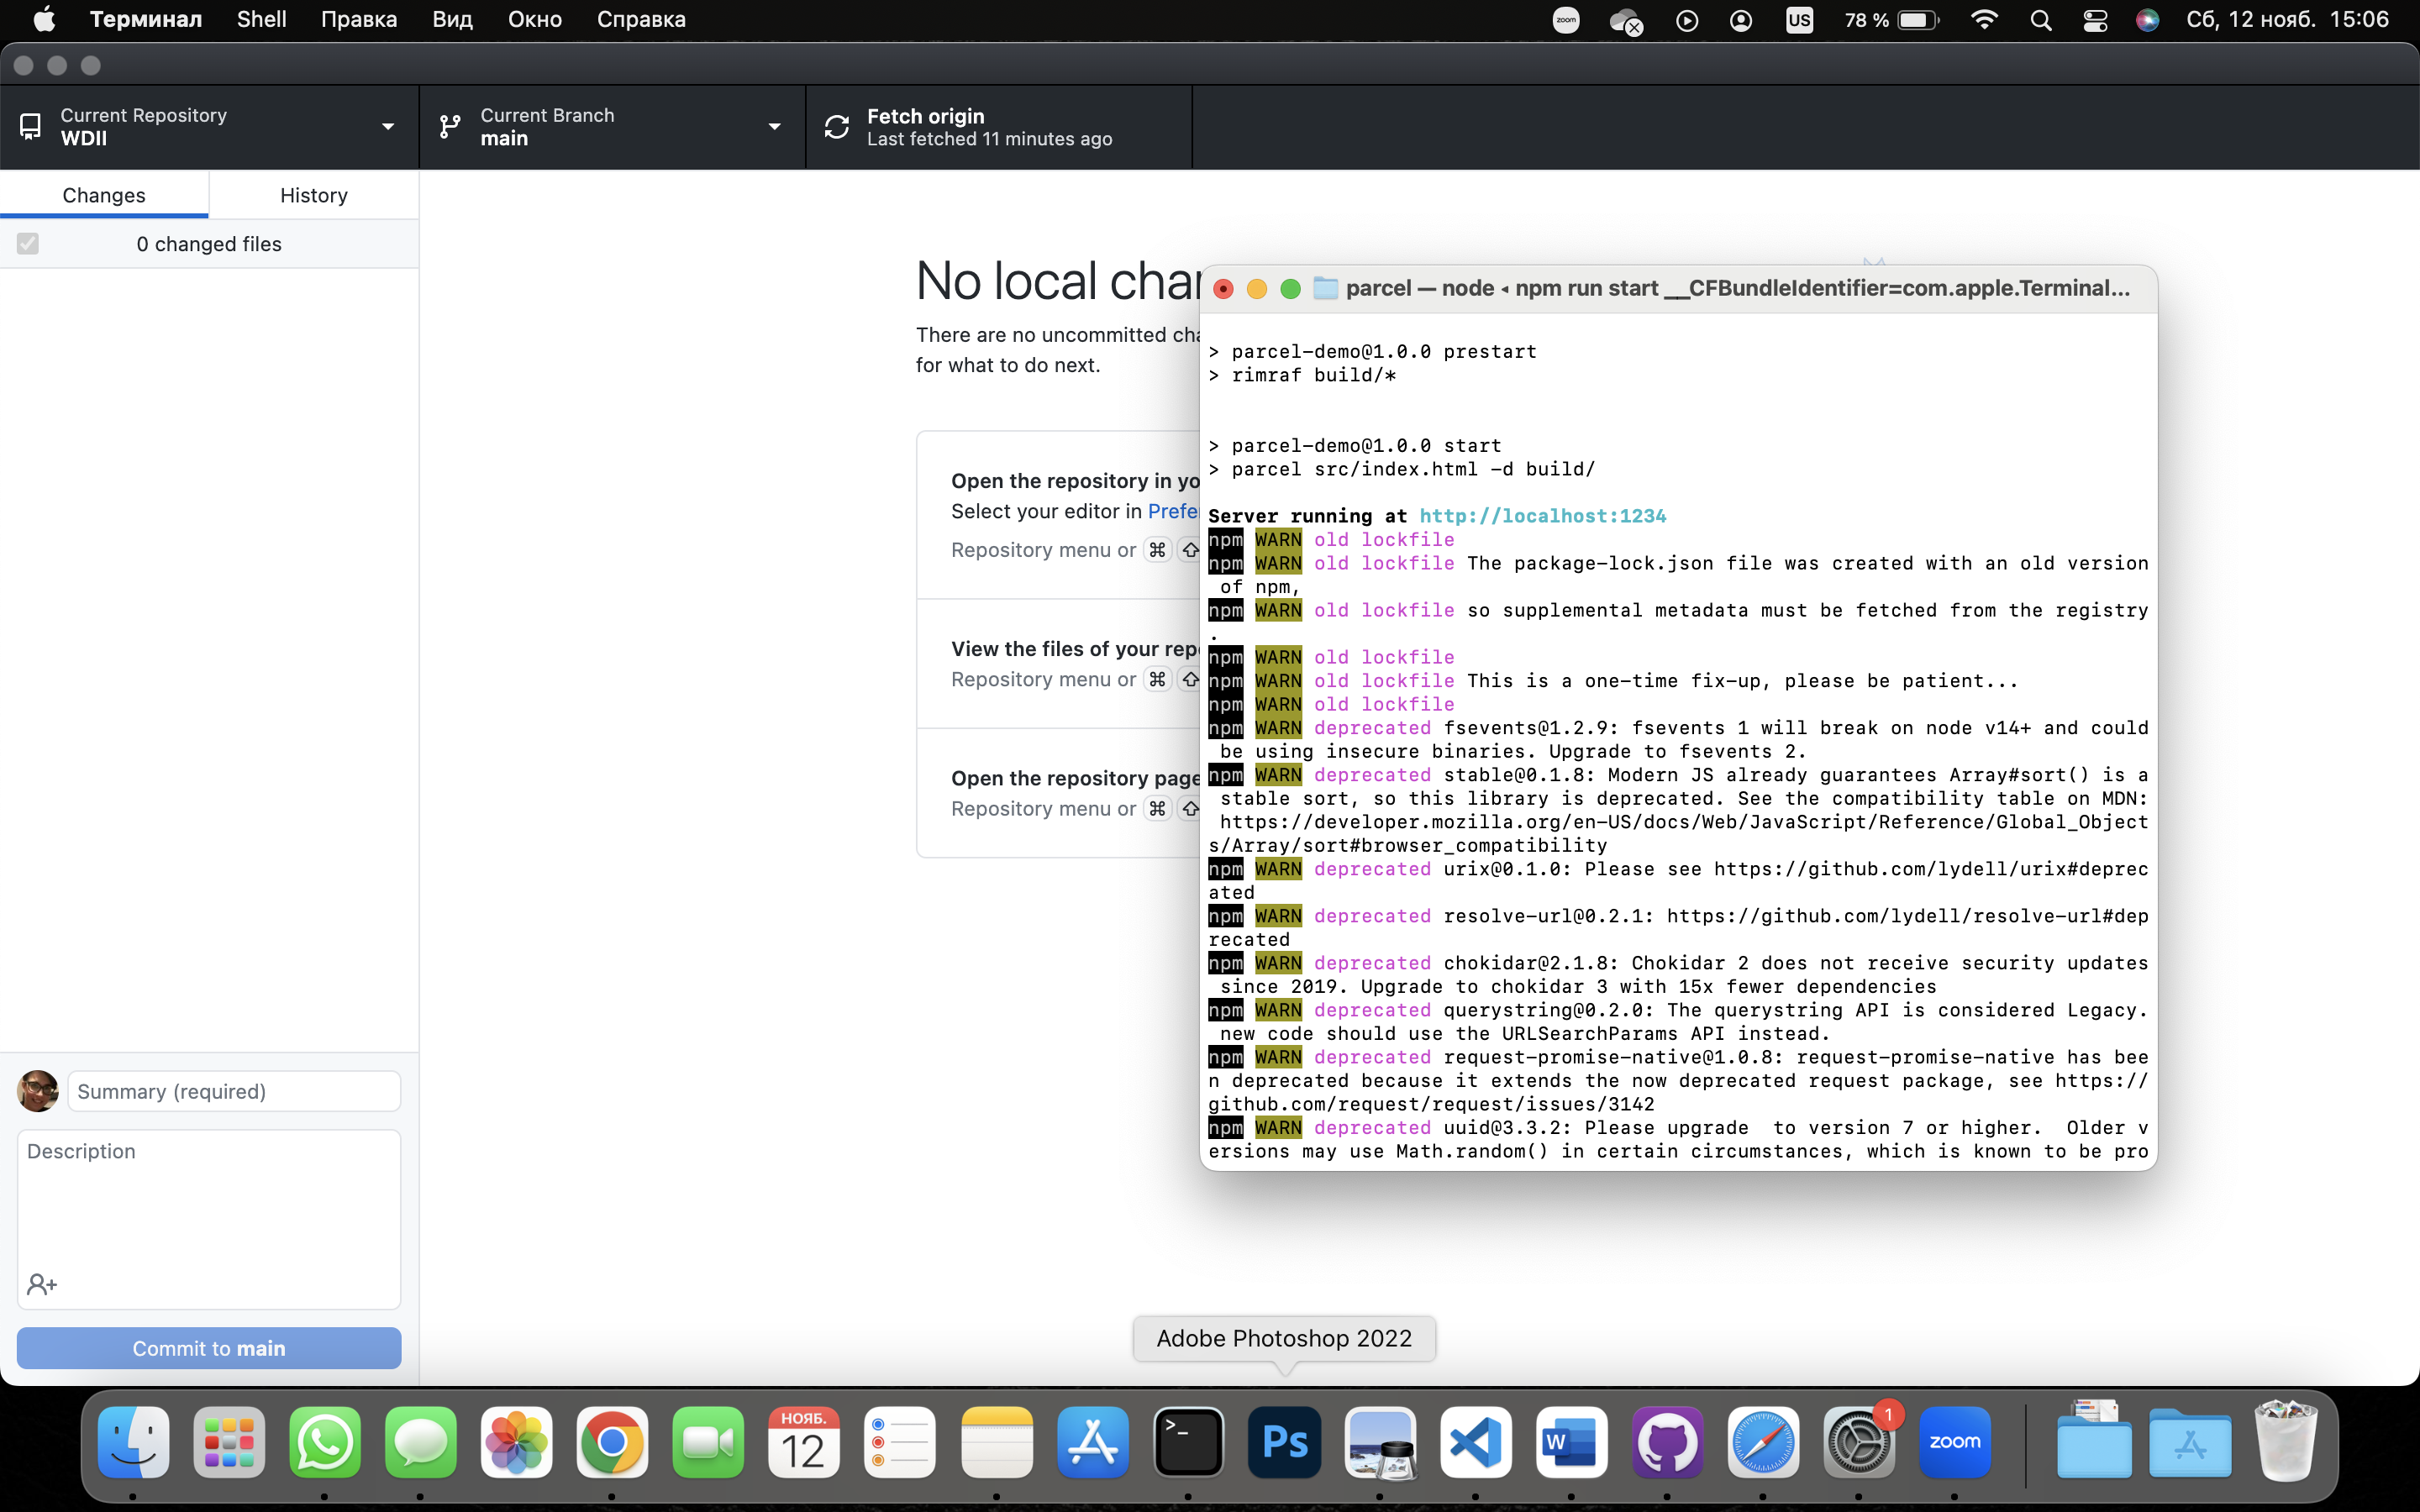 Терминал Shell Правка Вид Окно Справка
zoom US 78 % Сб, 12 нояб. 15:06
Current Repository
WDII
Current Branch
main
Fetch origin
Last fetched 11 minutes ago
Changes History
0 changed files
No local char
There are no uncommitted cha
for what to do next.
Open the repository in yo
Select your editor in Prefe
Repository menu or ⌘ ⇧
View the files of your rep
Repository menu or ⌘ ⇧
Open the repository page
Repository menu or ⌘ ⇧
parcel — node ◂ npm run start __CFBundleIdentifier=com.apple.Terminal...
> parcel-demo@1.0.0 prestart
> rimraf build/*
> parcel-demo@1.0.0 start
> parcel src/index.html -d build/
Server running at http://localhost:1234
npm WARN old lockfile
npm WARN old lockfile The package-lock.json file was created with an old version
of npm,
npm WARN old lockfile so supplemental metadata must be fetched from the registry
.
npm WARN old lockfile
npm WARN old lockfile This is a one-time fix-up, please be patient...
npm WARN old lockfile
npm WARN deprecated fsevents@1.2.9: fsevents 1 will break on node v14+ and could
be using insecure binaries. Upgrade to fsevents 2.
npm WARN deprecated stable@0.1.8: Modern JS already guarantees Array#sort() is a
stable sort, so this library is deprecated. See the compatibility table on MDN:
https://developer.mozilla.org/en-US/docs/Web/JavaScript/Reference/Global_Object
s/Array/sort#browser_compatibility
npm WARN deprecated urix@0.1.0: Please see https://github.com/lydell/urix#deprec
ated
npm WARN deprecated resolve-url@0.2.1: https://github.com/lydell/resolve-url#dep
recated
npm WARN deprecated chokidar@2.1.8: Chokidar 2 does not receive security updates
since 2019. Upgrade to chokidar 3 with 15x fewer dependencies
npm WARN deprecated querystring@0.2.0: The querystring API is considered Legacy.
new code should use the URLSearchParams API instead.
npm WARN deprecated request-promise-native@1.0.8: request-promise-native has bee
n deprecated because it extends the now deprecated request package, see https://
github.com/request/request/issues/3142
npm WARN deprecated uuid@3.3.2: Please upgrade  to version 7 or higher.  Older v
ersions may use Math.random() in certain circumstances, which is known to be pro
Summary (required)
Description
Commit to main
Adobe Photoshop 2022
НОЯБ.
12
>_
Ps
W
1
zoom